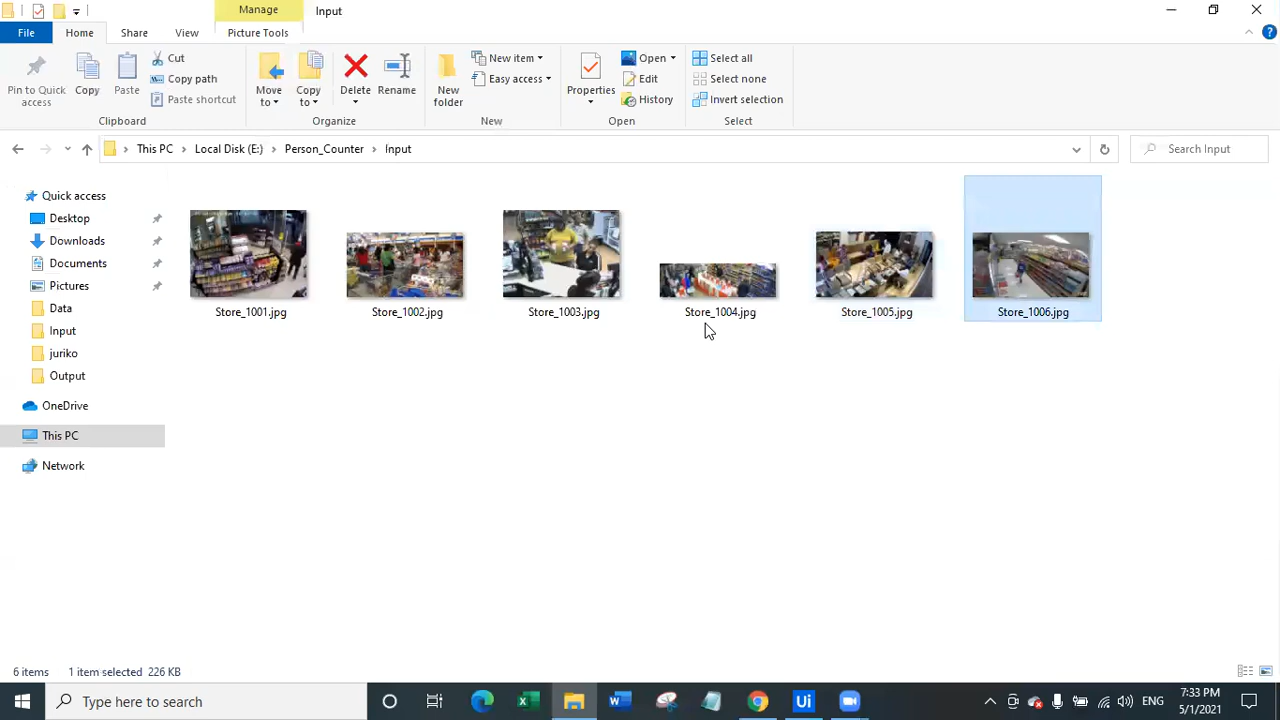 Manage
Input
File
Home
Share
View
Picture Tools
Pin to Quick access
Copy
Paste
Cut
Copy path
Paste shortcut
Clipboard
Move to
Copy to
Delete
Rename
Organize
New folder
New item
Easy access
New
Properties
Open
Edit
History
Open
Select all
Select none
Invert selection
Select
This PC
Local Disk (E:)
Person_Counter
Input
Search Input
Quick access
Desktop
Downloads
Documents
Pictures
Data
Input
juriko
Output
OneDrive
This PC
Network
Store_1001.jpg
Store_1002.jpg
Store_1003.jpg
Store_1004.jpg
Store_1005.jpg
Store_1006.jpg
6 items
1 item selected 226 KB
Type here to search
Ui
ENG
7:33 PM
5/1/2021